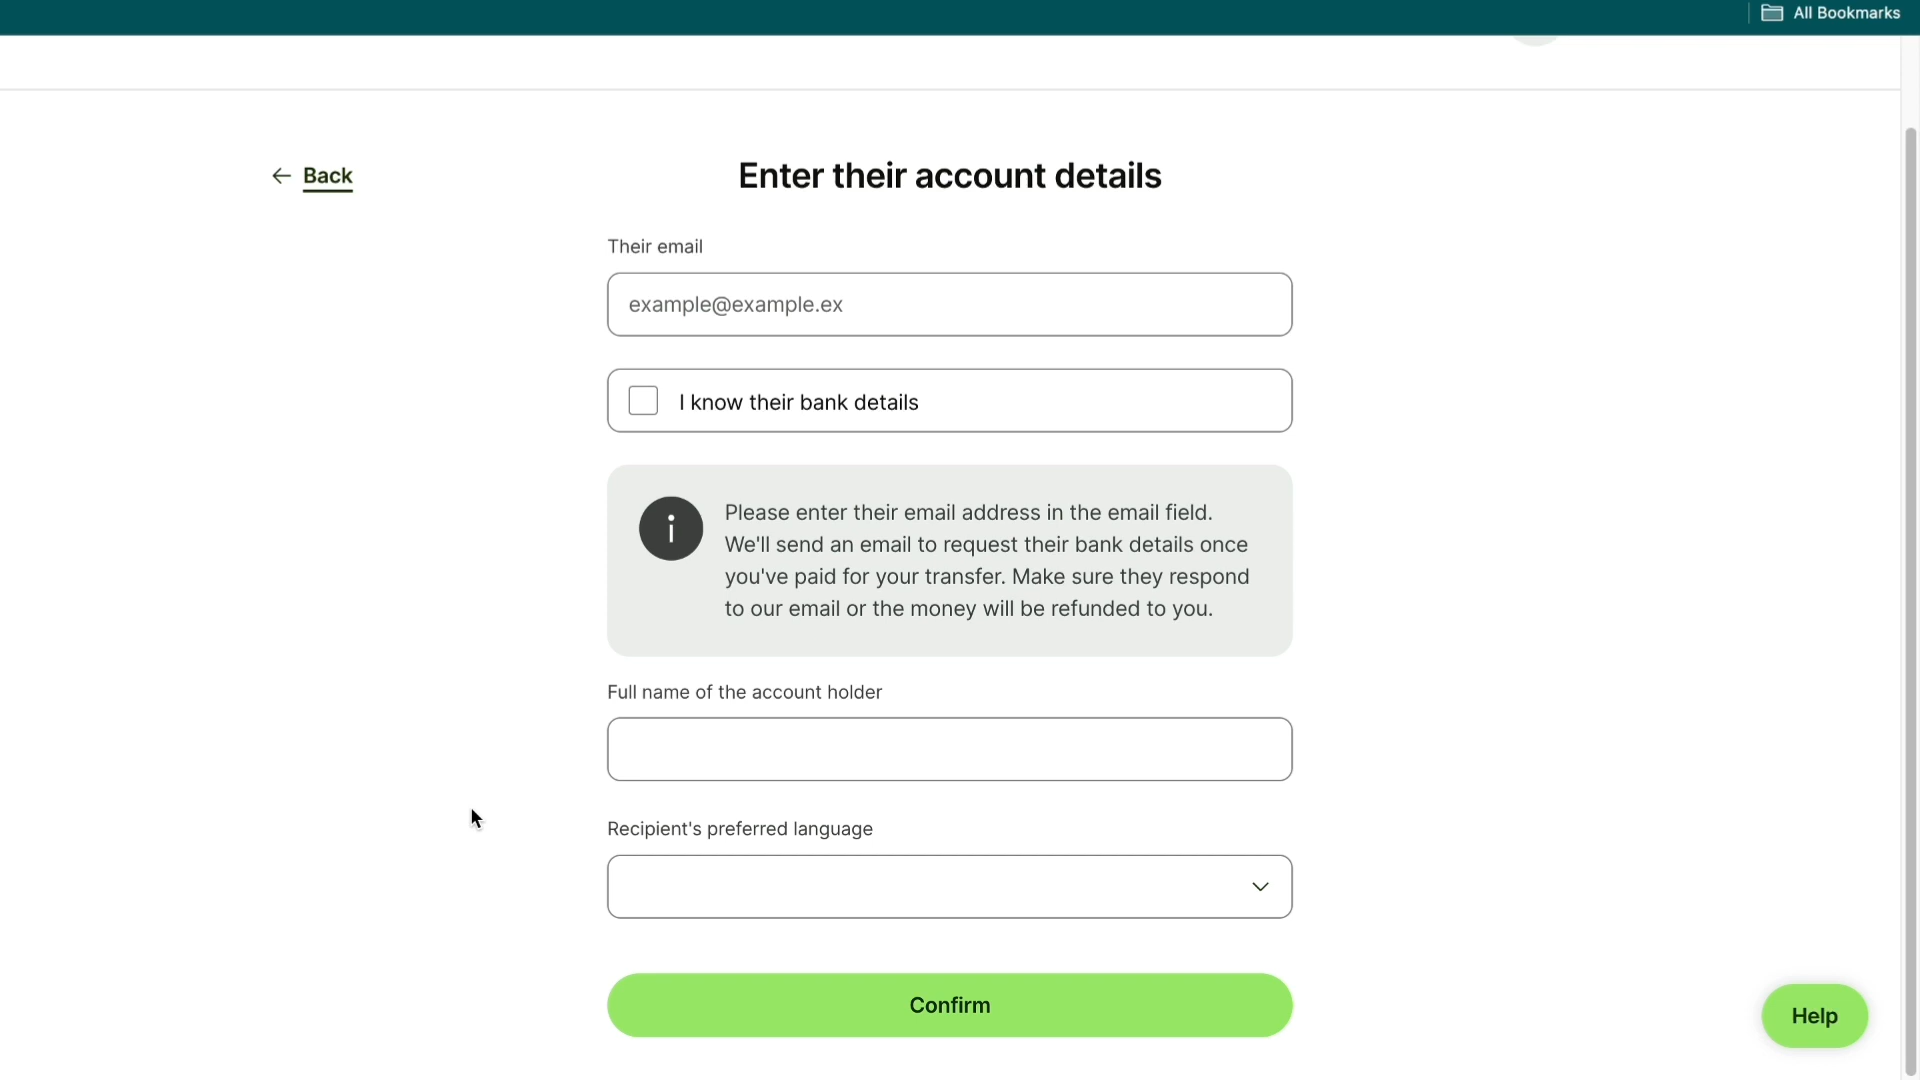 All Bookmarks
Back
Enter their account details
Their email
example@example.ex
I know their bank details
i
Please enter their email address in the email field.
We'll send an email to request their bank details once
you've paid for your transfer. Make sure they respond
to our email or the money will be refunded to you.
Full name of the account holder
Recipient's preferred language
Confirm
Help